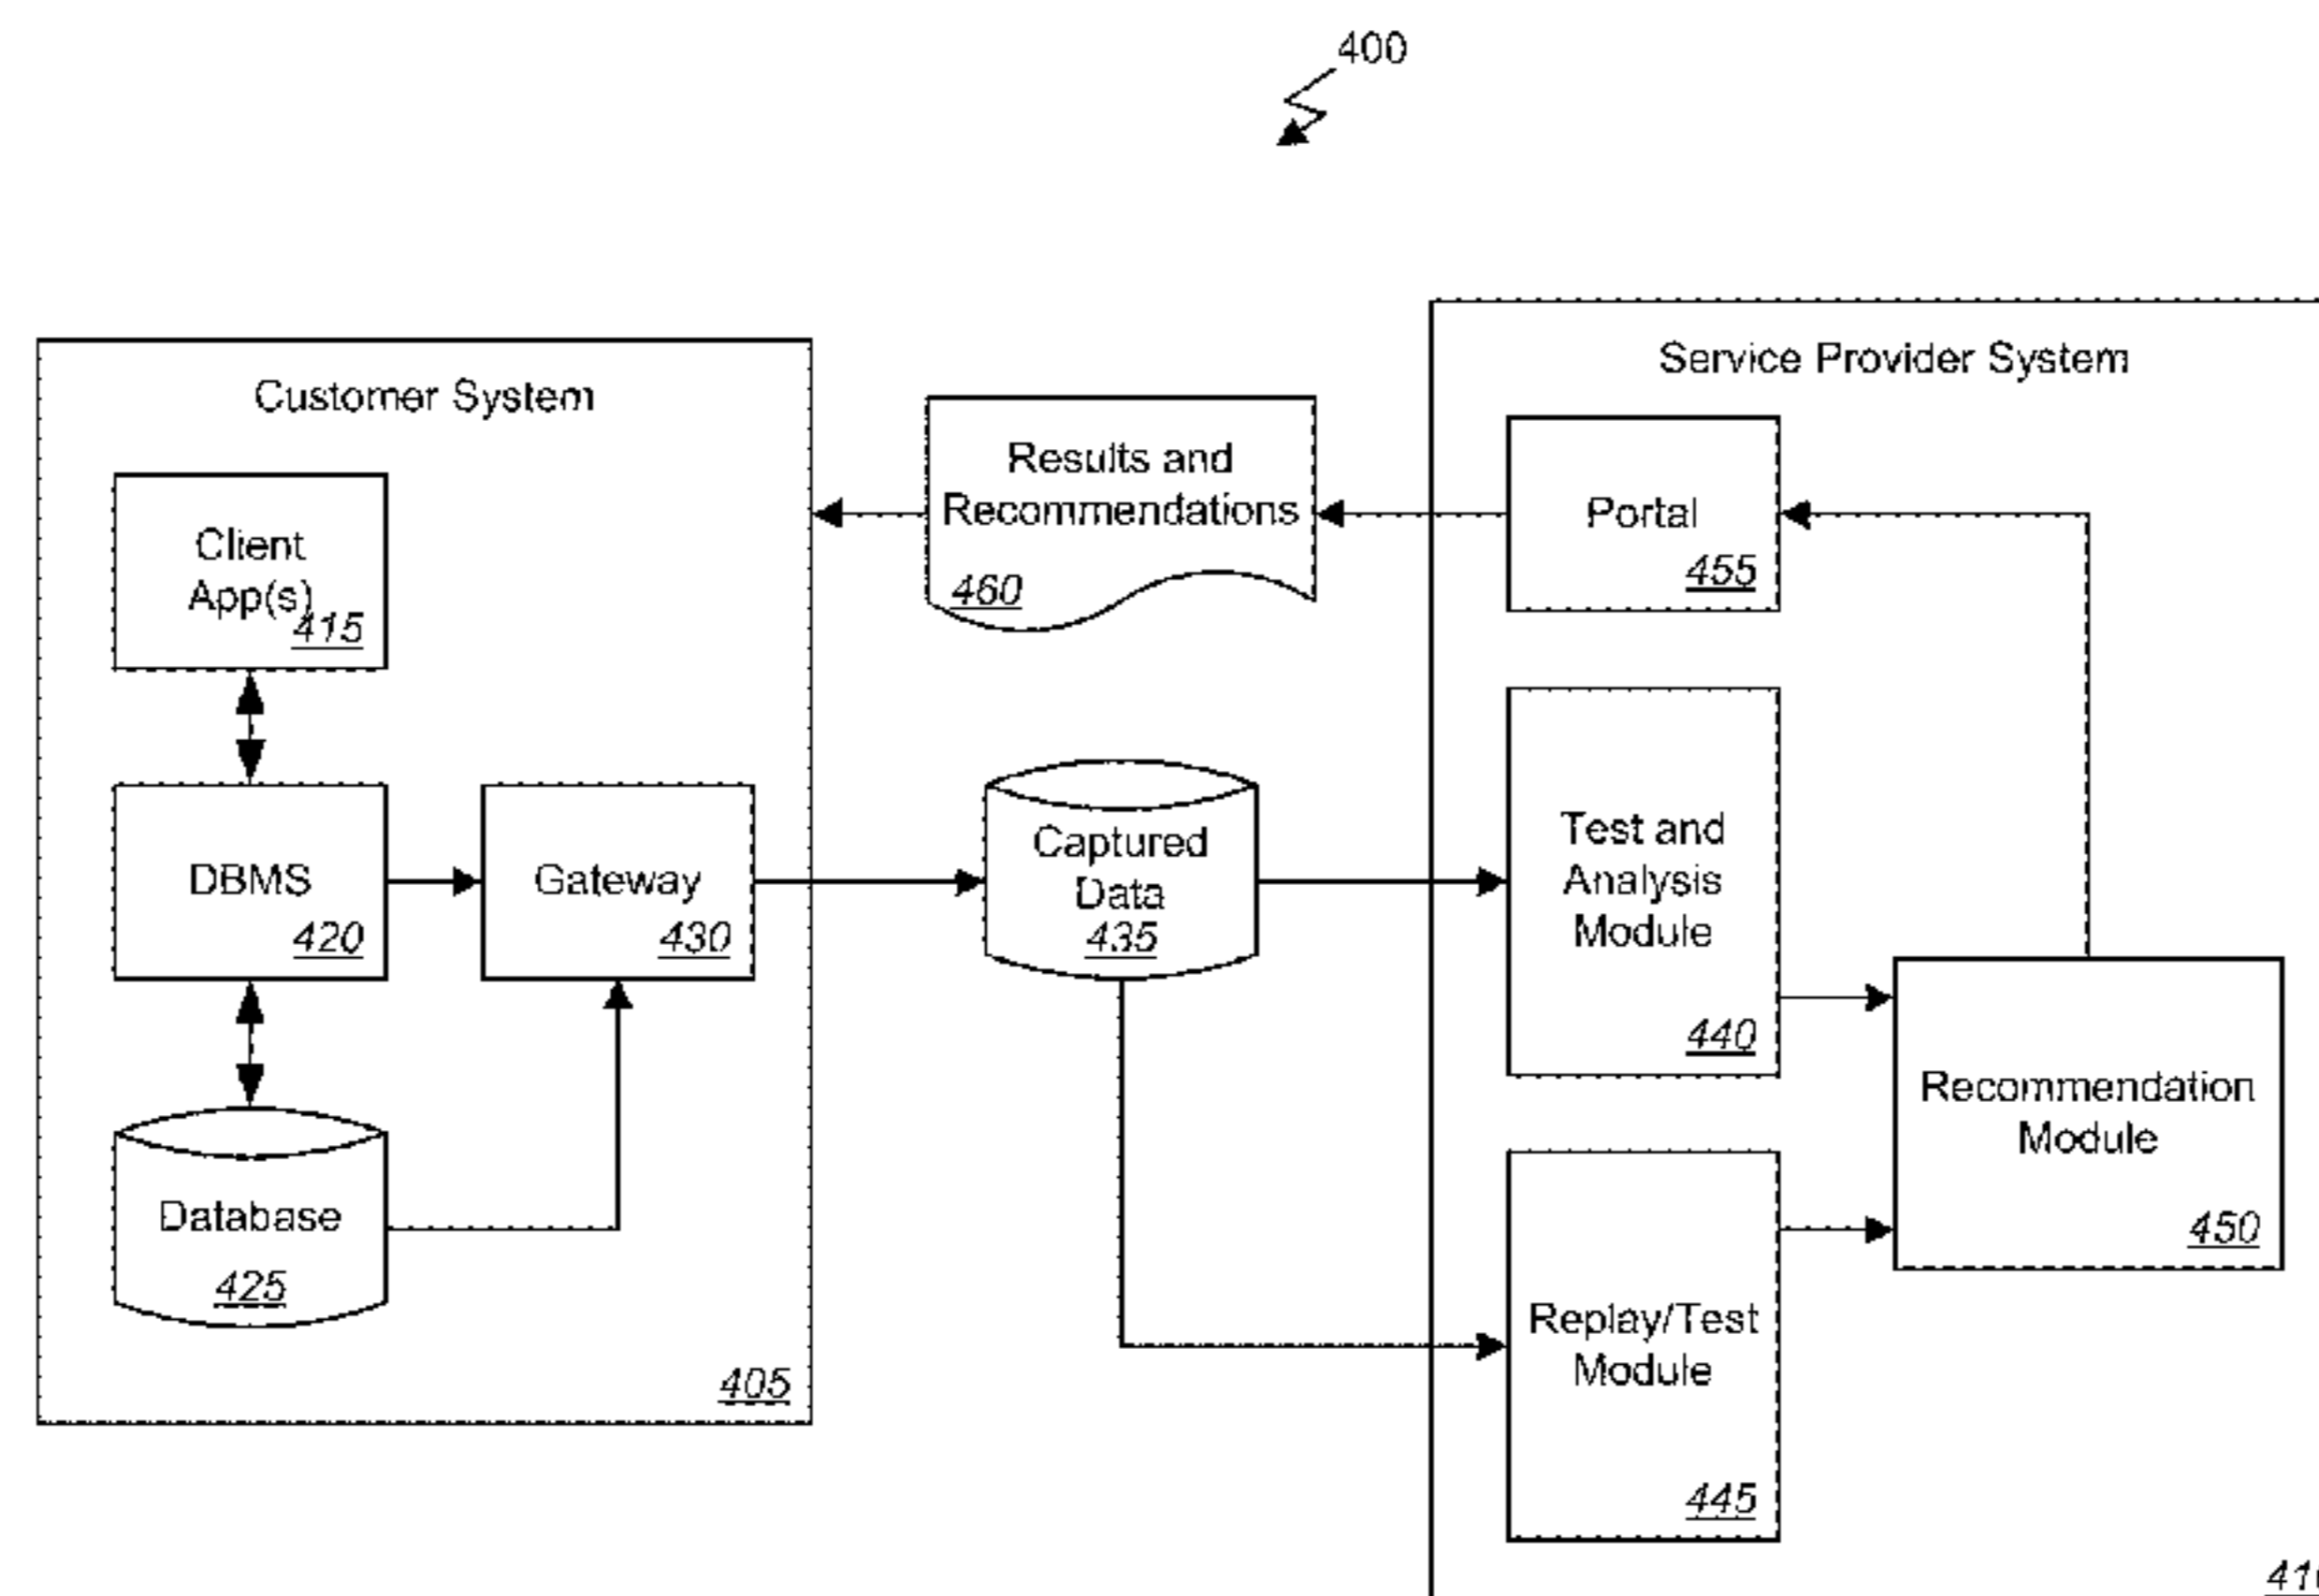 400
Customer System
Client
App(s)
415
DBMS
420
Gateway
430
Database
425
405
Results and
Recommendations
460
Captured
Data
435
Service Provider System
Portal
455
Test and
Analysis
Module
440
Recommendation
Module
450
Replay/Test
Module
445